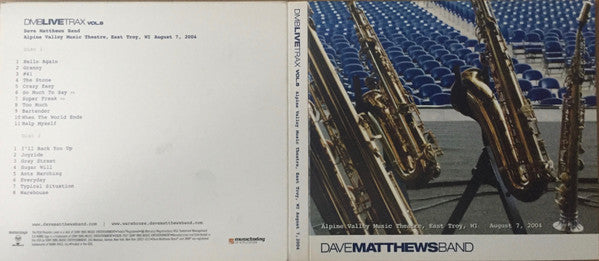 DMBLIVETRAX VOL.8
Dave Matthews Band
Alpine Valley Music Theatre, East Troy, WI August 7, 2004
Disc 1
1 Hello Again
2 Granny
3 #41
4 The Stone
5 Crazy Easy
6 So Much To Say
7 Super Freak
8 Too Much
9 Bartender
10 When The World Ends
11 Help Myself
Disc 2
1 I'll Back You Up
2 Joyride
3 Grey Street
4 Sugar Will
5 Ants Marching
6 Everyday
7 Typical Situation
8 Warehouse
www.davematthewsband.com | www.warehouse.davematthewsband.com
musictoday
DMBLIVETRAX VOL.8 Alpine Valley Music Theatre, East Troy, WI August 7, 2004
Alpine Valley Music Theatre, East Troy, WI August 7, 2004
DAVEMATTHEWSBAND